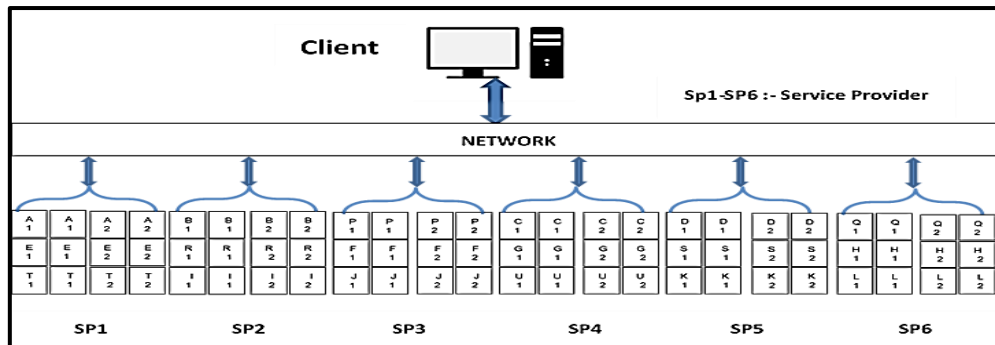 Client
Sp1-SP6 :- Service Provider
NETWORK
A1 A1 A2 A2 B1 B1 B2 B2 P1 P1 P2 P2 C1 C1 C2 C2 D1 D1 D2 D2 Q1 Q1 Q2 Q2
E1 E1 E2 E2 R1 R1 R2 R2 F1 F1 F2 F2 G1 G1 G2 G2 S1 S1 S2 S2 H1 H1 H2 H2
T1 T1 T2 T2 I1 I1 I2 I2 J1 J1 J2 J2 U1 U1 U2 U2 K1 K1 K2 K2 L1 L1 L2 L2
SP1 SP2 SP3 SP4 SP5 SP6